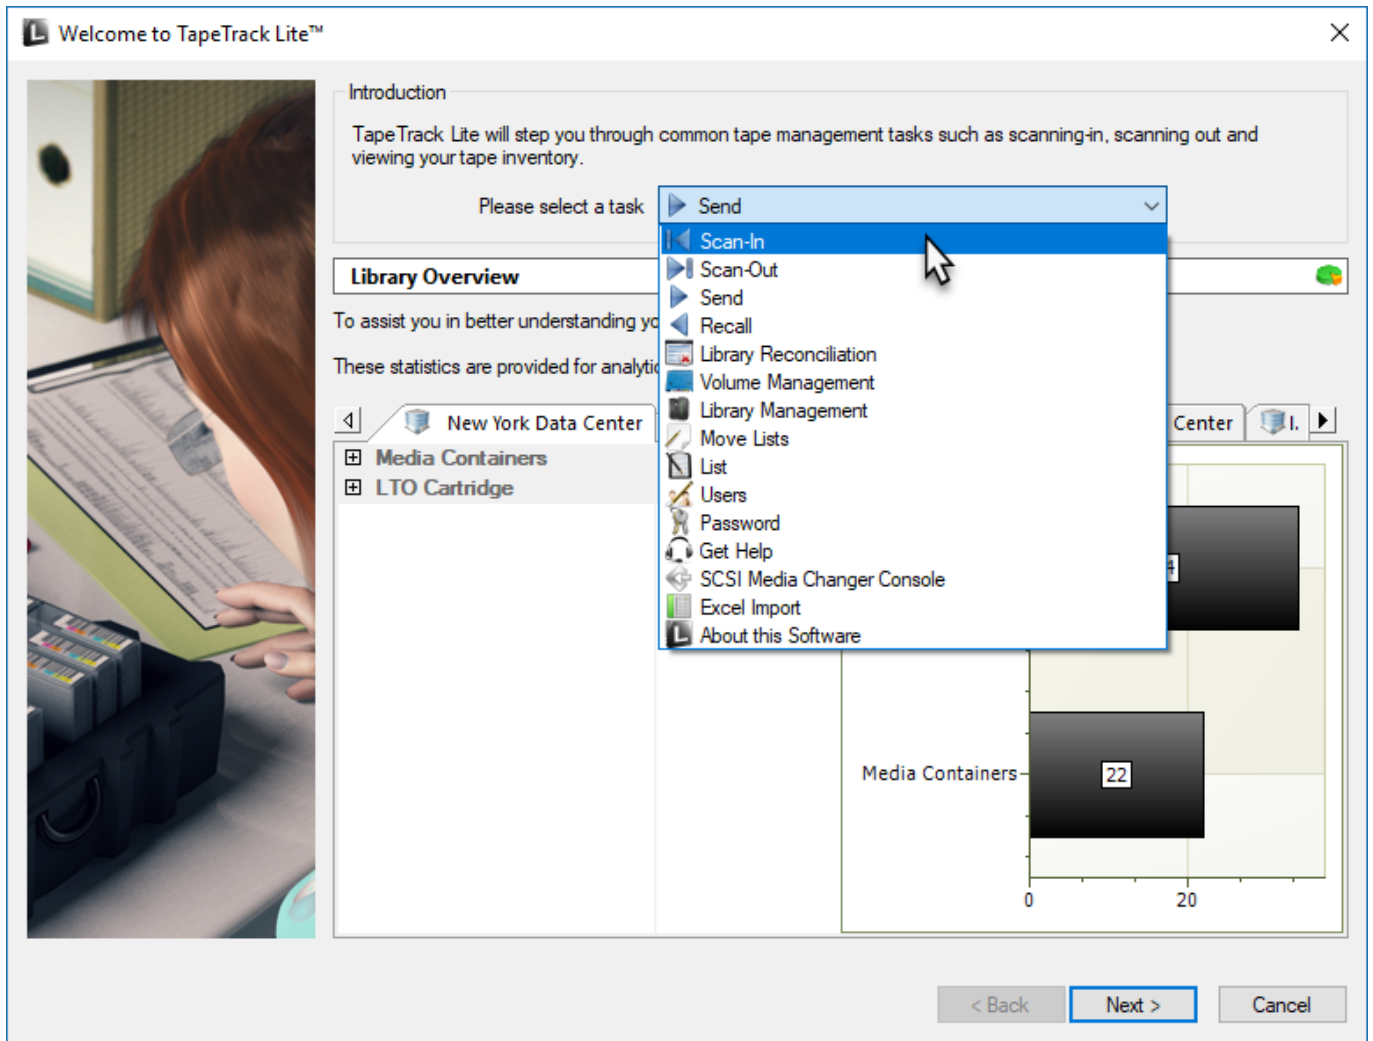 Welcome to TapeTrack Lite™
Introduction
TapeTrack Lite will step you through common tape management tasks such as scanning-in, scanning out and
viewing your tape inventory.
Please select a task
Send
Scan-In
Scan-Out
Send
Recall
Library Reconciliation
Volume Management
Library Management
Move Lists
List
Users
Password
Get Help
SCSI Media Changer Console
Excel Import
About this Software
Library Overview
To assist you in better understanding
These statistics are provided for
New York Data Center
Center
Media Containers
LTO Cartridge
4
Media Containers
22
0 20
< Back Next > Cancel